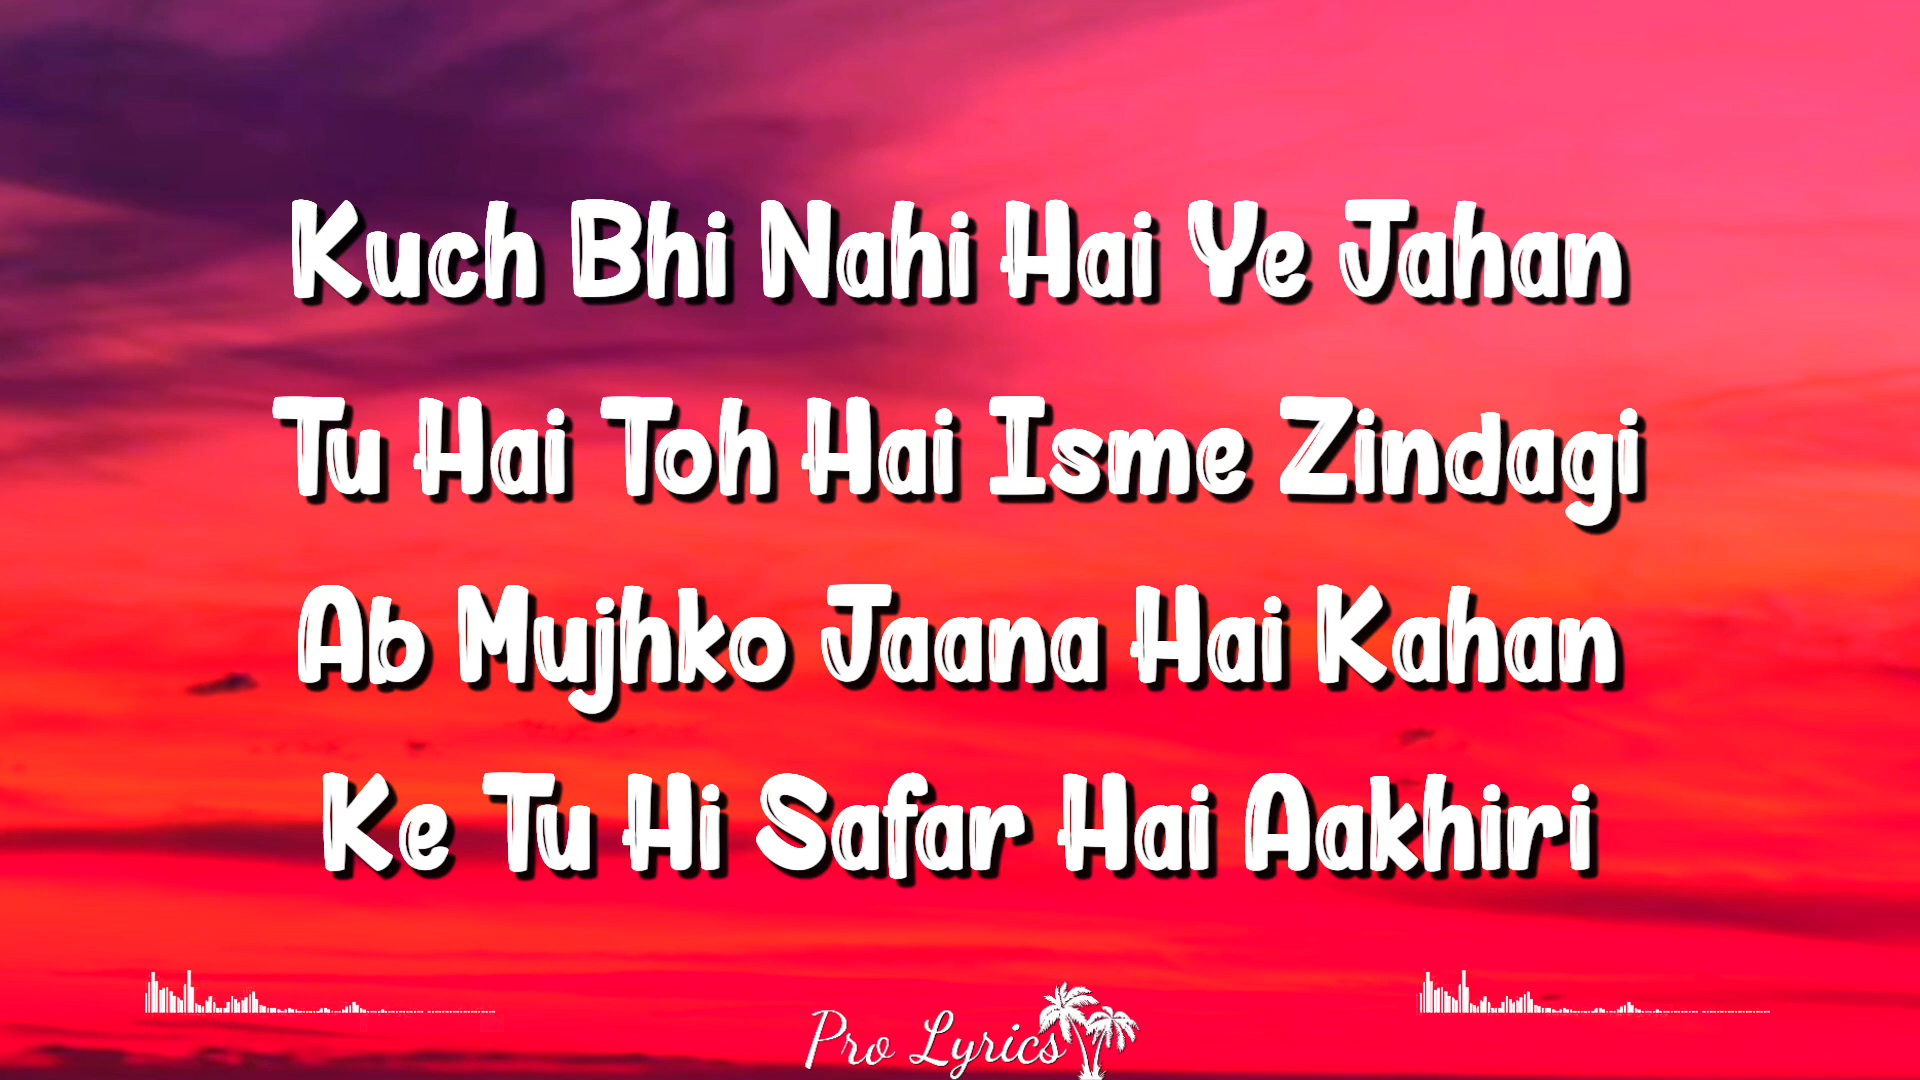 Kuch Bhi Nahi Hai Ye Jahan
Tu Hai Toh Hai Isme Zindagi
Ab Mujhko Jaana Hai Kahan
Ke Tu Hi Safar Hai Aakhiri
Pro Lyrics